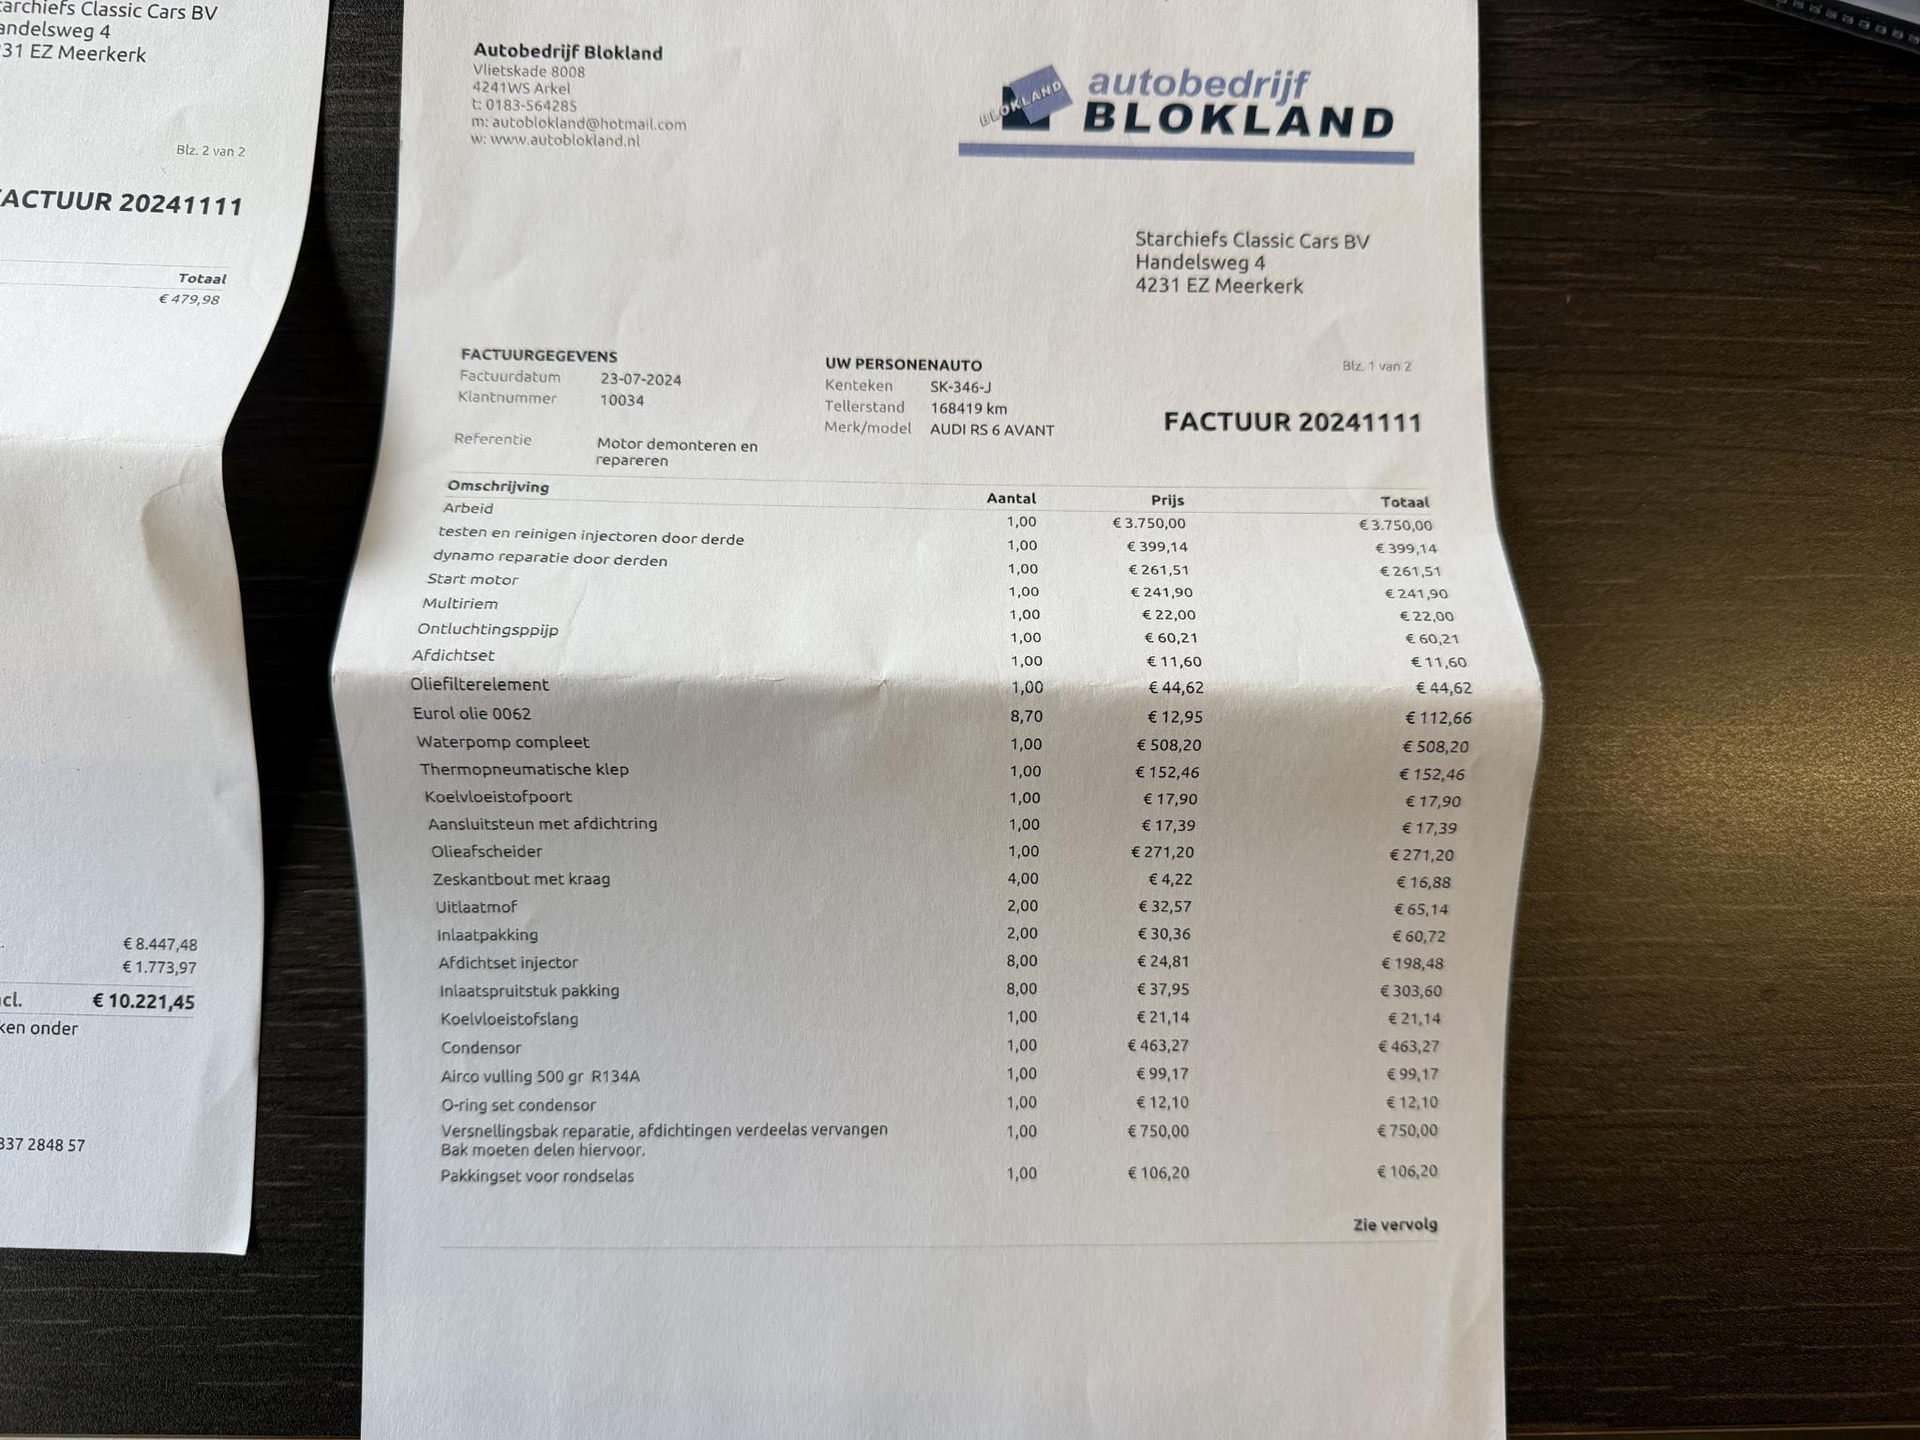 tarchiefs Classic Cars BV
andelsweg 4
31 EZ Meerkerk
Blz. 2 van 2
FACTUUR 20241111
Totaal
€ 479,98
€ 8.447,48
€ 1.773,97
cl. € 10.221,45
ken onder
337 2848 57
Autobedrijf Blokland
Vlietskade 8008
4241WS Arkel
t: 0183-564285
m: autoblokland@hotmail.com
w: www.autoblokland.nl
BLOKLAND
autobedrijf
BLOKLAND
Starchiefs Classic Cars BV
Handelsweg 4
4231 EZ Meerkerk
Blz. 1 van 2
FACTUUR 20241111
FACTUURGEGEVENS
Factuurdatum 23-07-2024
Klantnummer 10034
Referentie Motor demonteren en
repareren
UW PERSONENAUTO
Kenteken SK-346-J
Tellerstand 168419 km
Merk/model AUDI RS 6 AVANT
Omschrijving Aantal Prijs Totaal
Arbeid 1,00 € 3.750,00 € 3.750,00
testen en reinigen injectoren door derde 1,00 € 399,14 € 399,14
dynamo reparatie door derden 1,00 € 261,51 € 261,51
Start motor 1,00 € 241,90 € 241,90
Multiriem 1,00 € 22,00 € 22,00
Ontluchtingsppijp 1,00 € 60,21 € 60,21
Afdichtset 1,00 € 11,60 € 11,60
Oliefilterelement 1,00 € 44,62 € 44,62
Eurol olie 0062 8,70 € 12,95 € 112,66
Waterpomp compleet 1,00 € 508,20 € 508,20
Thermopneumatische klep 1,00 € 152,46 € 152,46
Koelvloeistofpoort 1,00 € 17,90 € 17,90
Aansluitsteun met afdichtring 1,00 € 17,39 € 17,39
Olieafscheider 1,00 € 271,20 € 271,20
Zeskantbout met kraag 4,00 € 4,22 € 16,88
Uitlaatmof 2,00 € 32,57 € 65,14
Inlaatpakking 2,00 € 30,36 € 60,72
Afdichtset injector 8,00 € 24,81 € 198,48
Inlaatspruitstuk pakking 8,00 € 37,95 € 303,60
Koelvloeistofslang 1,00 € 21,14 € 21,14
Condensor 1,00 € 463,27 € 463,27
Airco vulling 500 gr R134A 1,00 € 99,17 € 99,17
O-ring set condensor 1,00 € 12,10 € 12,10
Versnellingsbak reparatie, afdichtingen verdeelas vervangen 1,00 € 750,00 € 750,00
Bak moeten delen hiervoor.
Pakkingset voor rondselas 1,00 € 106,20 € 106,20
Zie vervolg